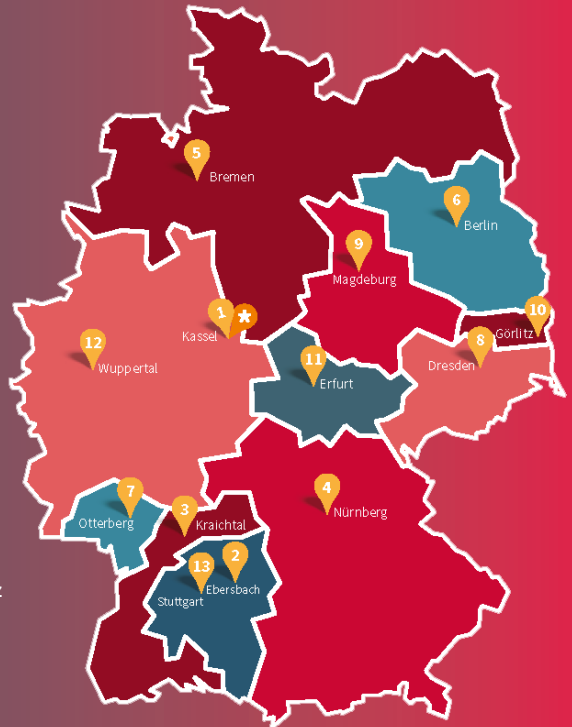 5
Bremen
6
Berlin
9
Magdeburg
1
*
Kassel
10
Görlitz
12
Wuppertal
8
Dresden
11
Erfurt
7
Otterberg
3
Kraichtal
4
Nürnberg
13
Stuttgart
2
Ebersbach
z